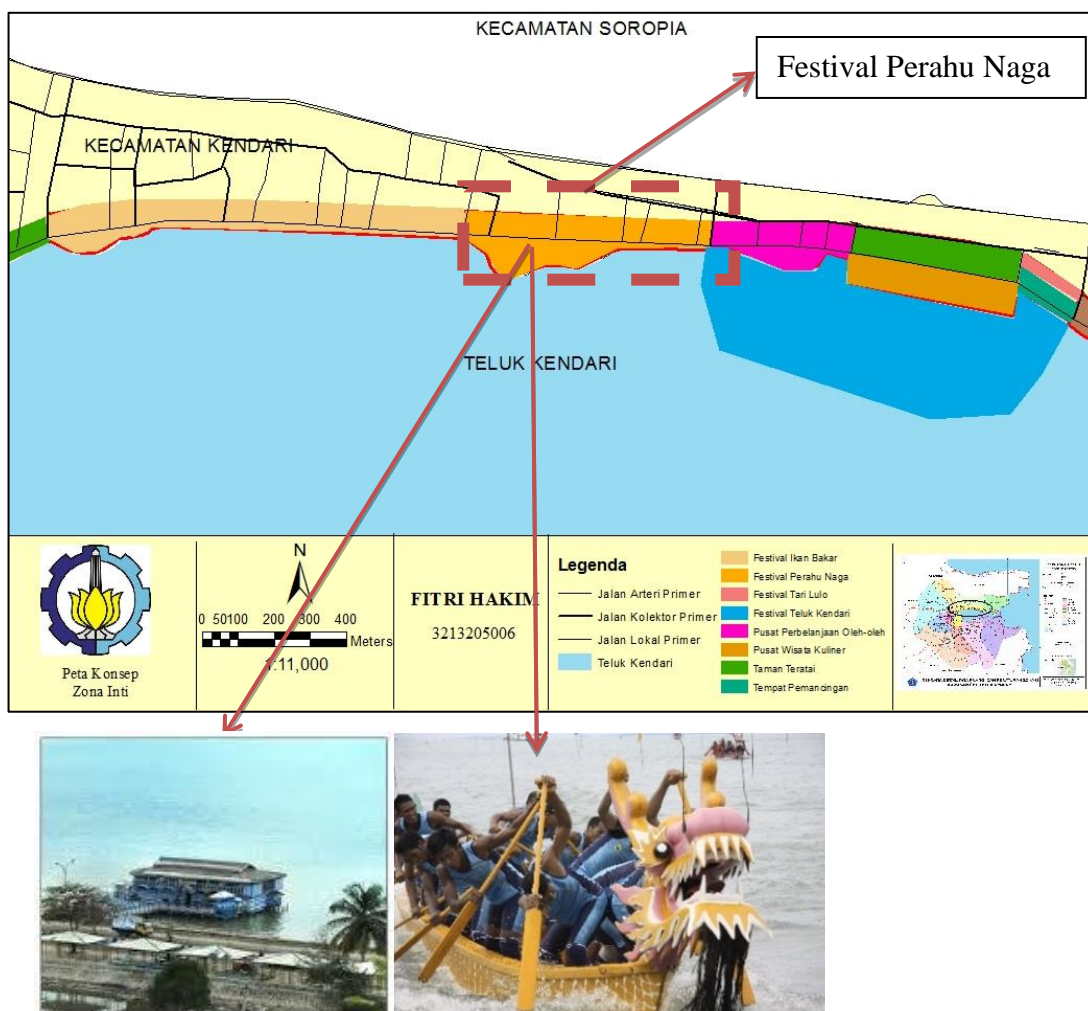 KECAMATAN SOROPIA
Festival Perahu Naga
KECAMATAN KENDARI
TELUK KENDARI
Peta Konsep
Zona Inti
N
0 50100 200 300 400
Meters
1:11,000
FITRI HAKIM
3213205006
Legenda
Jalan Arteri Primer
Jalan Kolektor Primer
Jalan Lokal Primer
Teluk Kendari
Festival Ikan Bakar
Festival Perahu Naga
Festival Tari Lulo
Festival Teluk Kendari
Pusat Perbelanjaan Oleh-oleh
Pusat Wisata Kuliner
Taman Teratai
Tempat Pemancingan